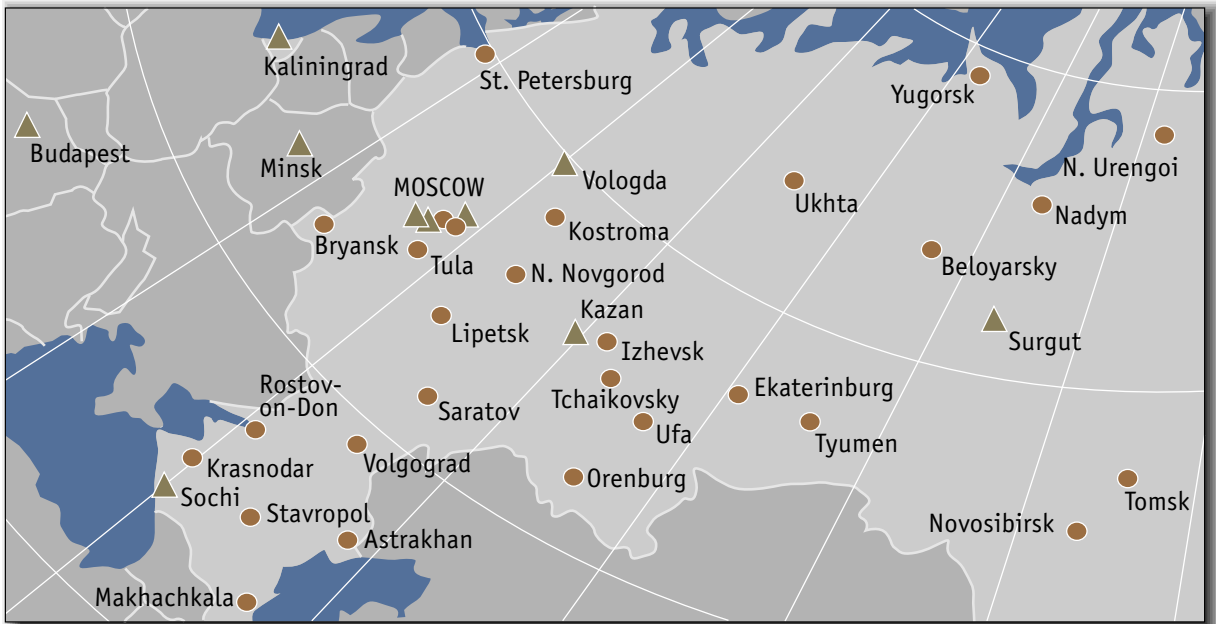 Kaliningrad
St. Petersburg
Yugorsk
Budapest
Minsk
MOSCOW
Vologda
Ukhta
N. Urengoi
Nadym
Bryansk
Tula
Kostroma
Beloyarsky
N. Novgorod
Kazan
Lipetsk
Izhevsk
Surgut
Rostov-
on-Don
Saratov
Tchaikovsky
Ekaterinburg
Ufa
Tyumen
Krasnodar
Volgograd
Orenburg
Sochi
Stavropol
Tomsk
Novosibirsk
Astrakhan
Makhachkala